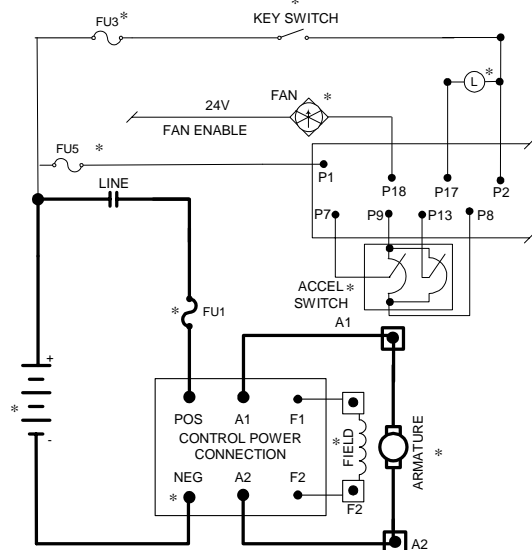 *
FU3 *
KEY SWITCH
L *
24V
FAN *
FAN ENABLE
FU5 *
P1
P18
P17
P2
LINE
P7
P9
P13
P8
ACCEL *
SWITCH
* FU1
A1
+
*
-
POS
A1
F1
CONTROL POWER
CONNECTION
* FIELD
ARMATURE *
NEG
A2
F2
*
F2
A2